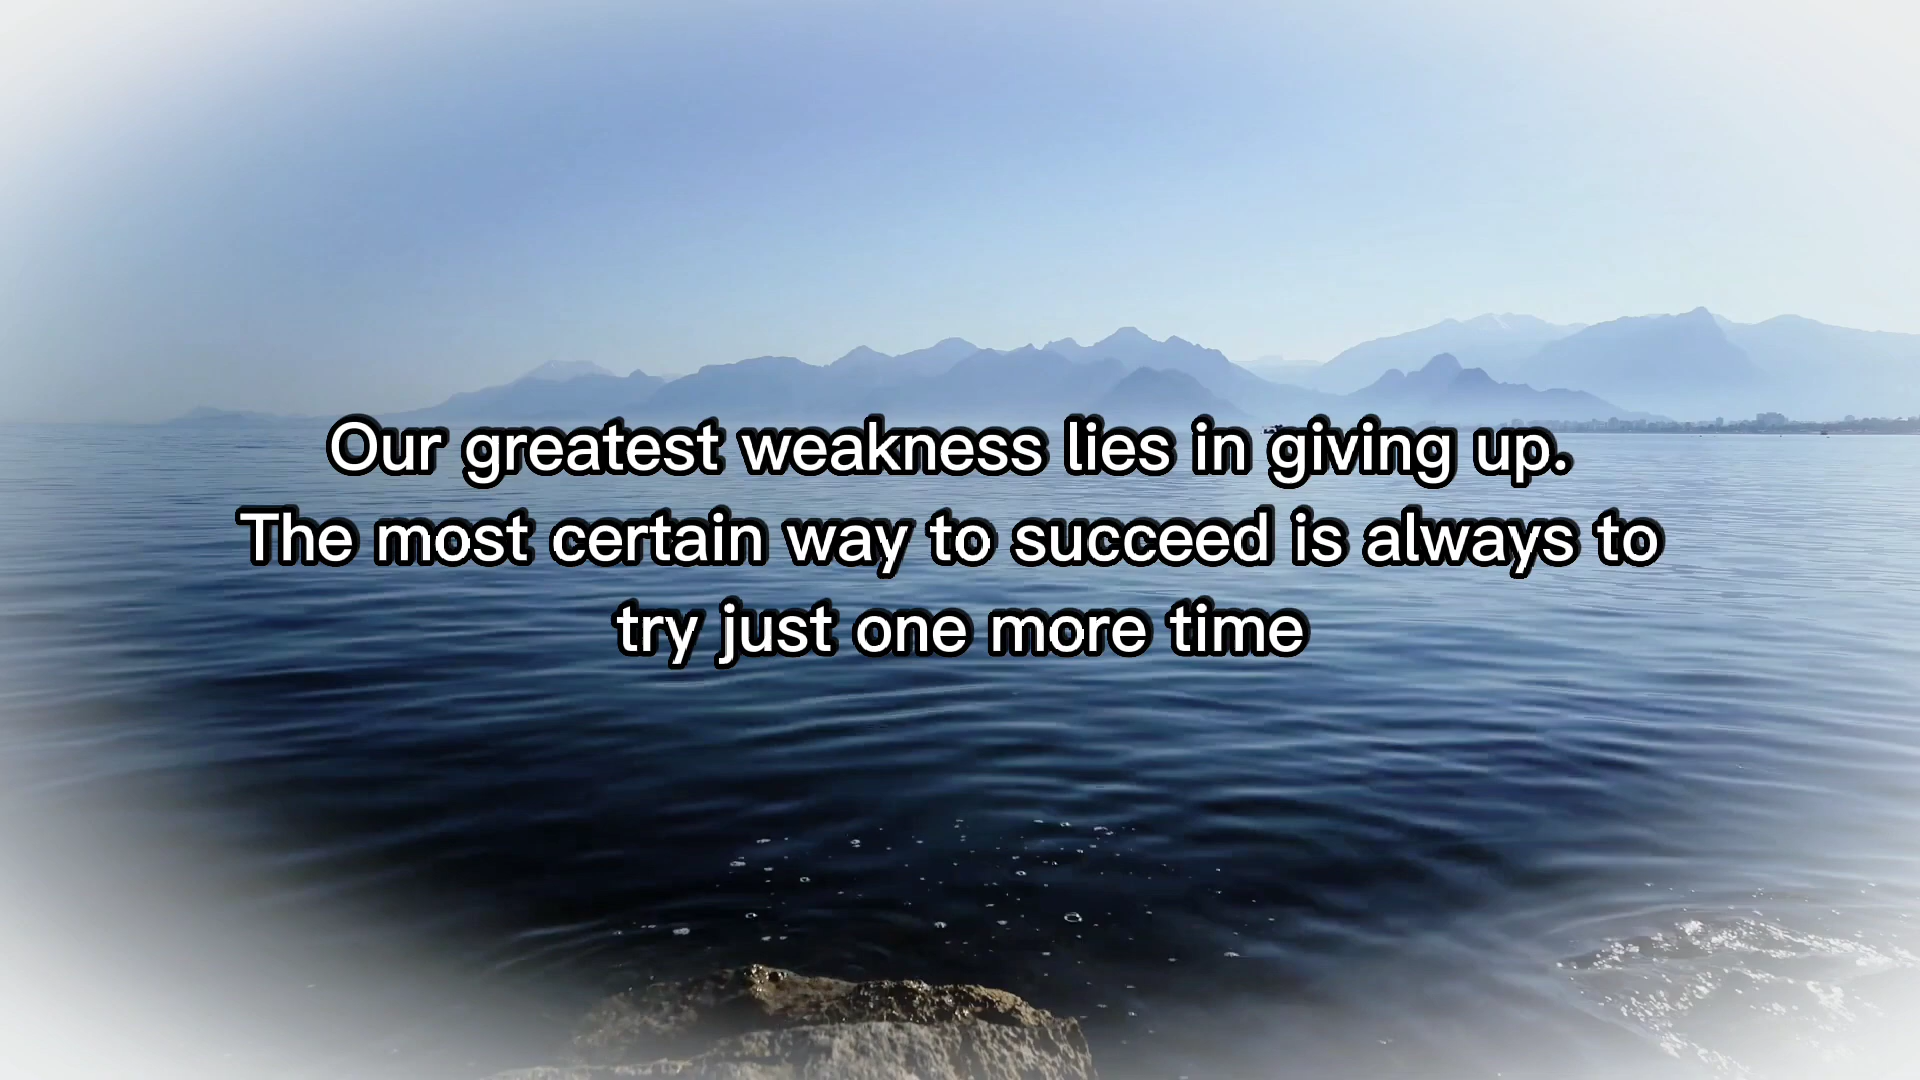 Our greatest weakness lies in giving up.
The most certain way to succeed is always to
try just one more time